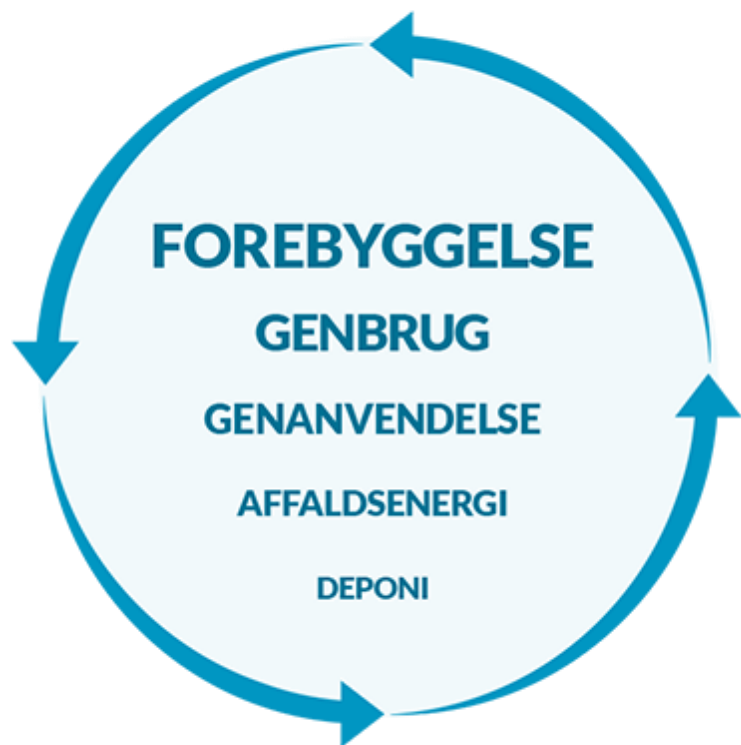 FOREBYGGELSE
GENBRUG
GENANVENDELSE
AFFALDSENERGI
DEPONI